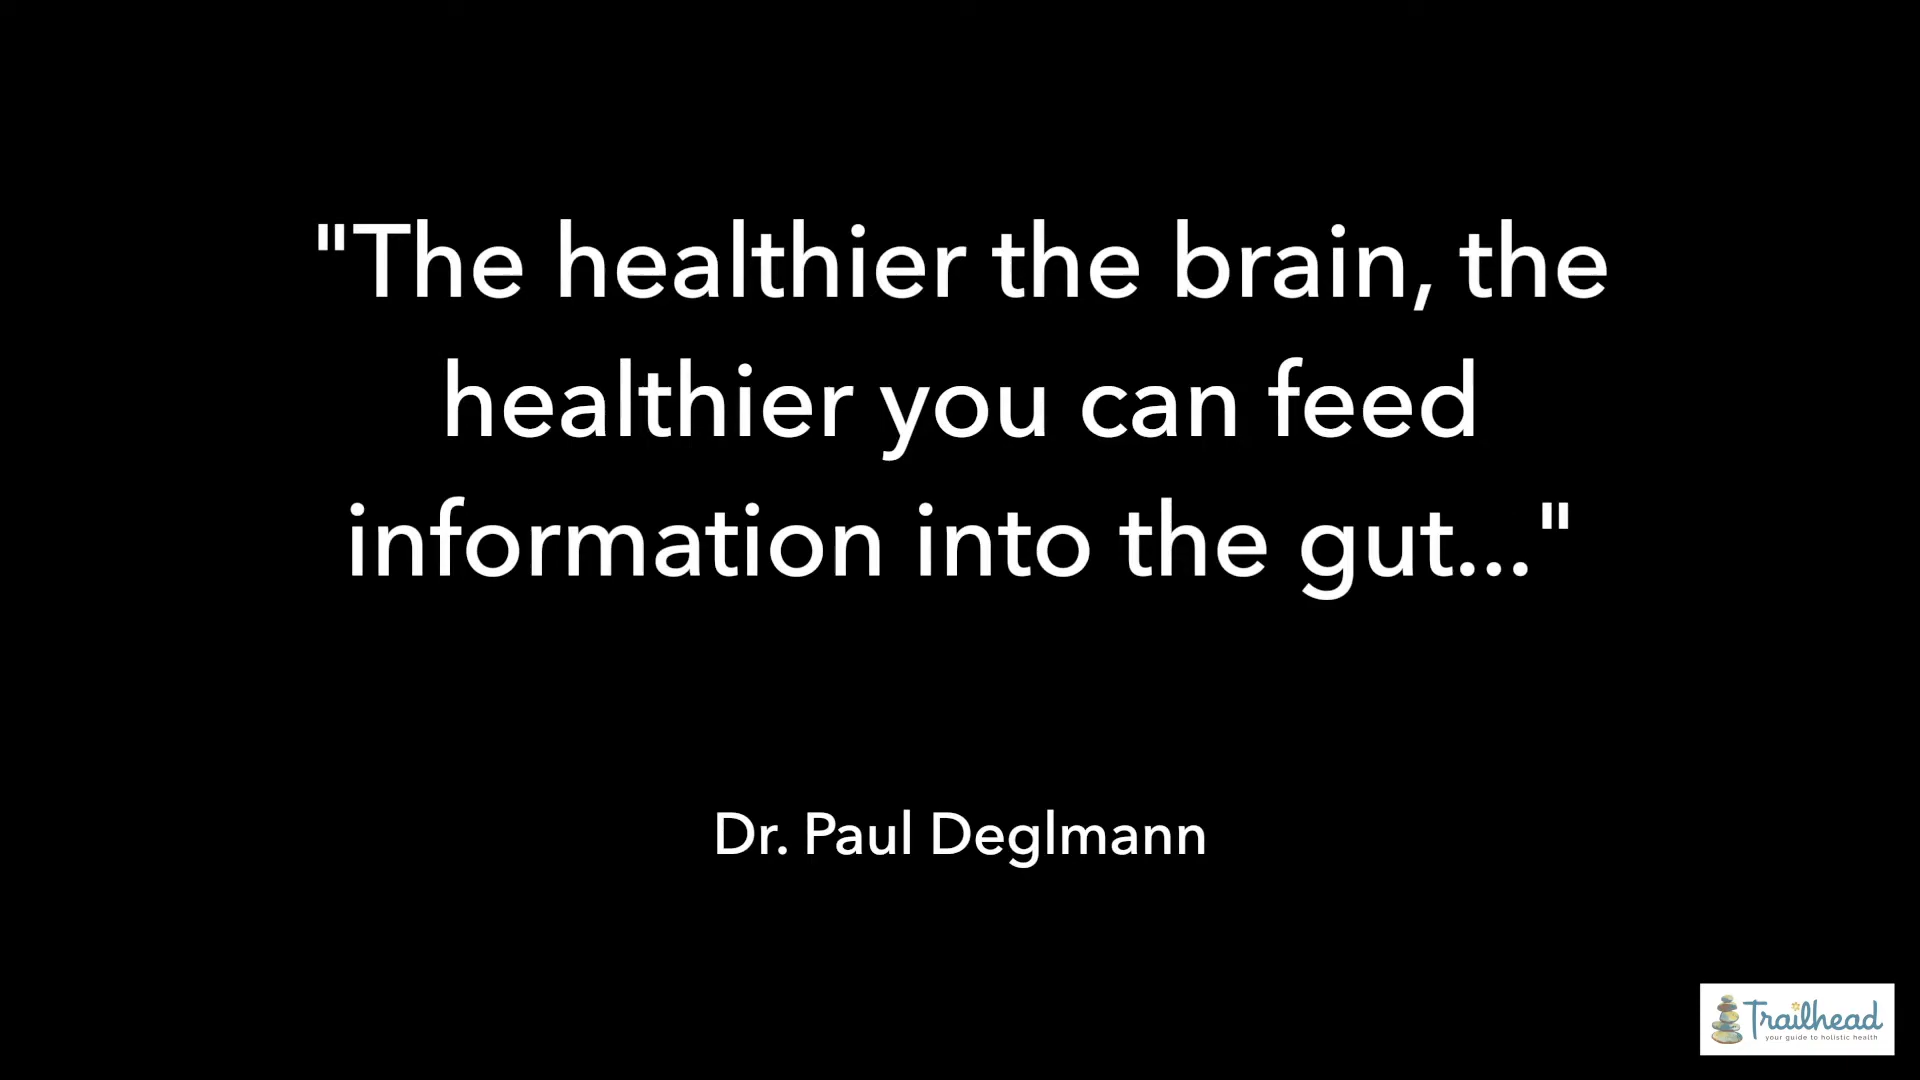 "The healthier the brain, the
healthier you can feed
information into the gut..."
Dr. Paul Deglmann
Trailhead
your guide to holistic health